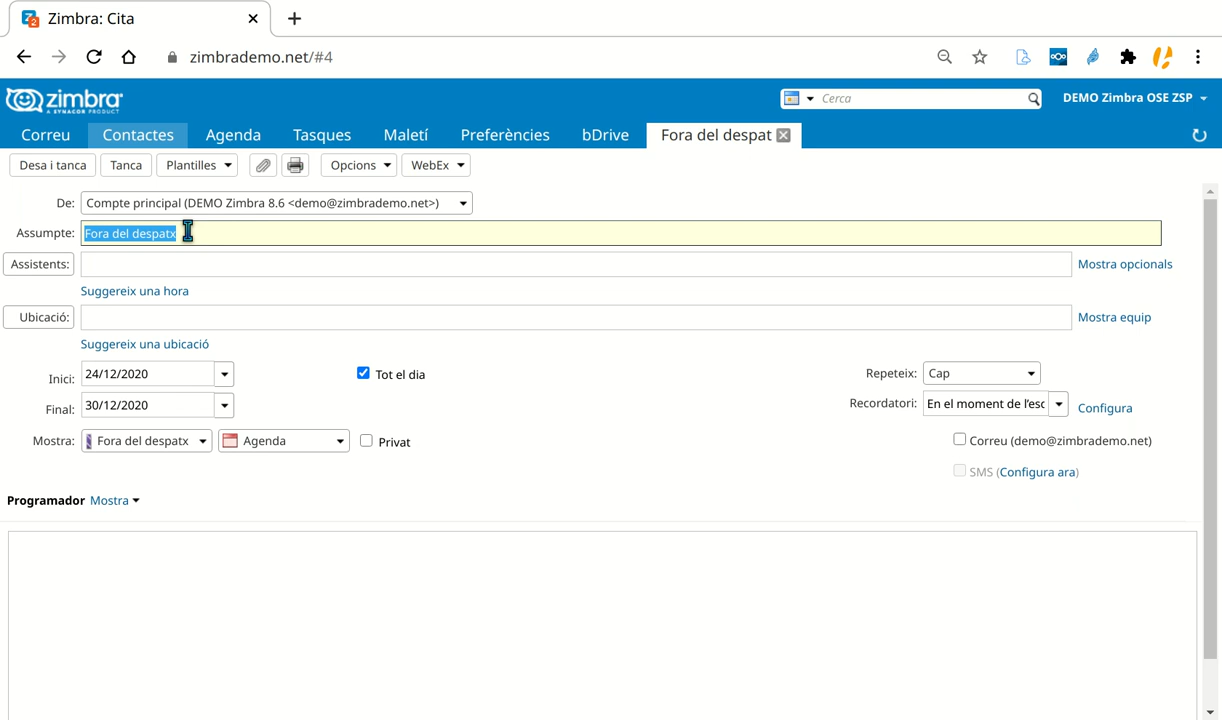 Zimbra: Cita
zimbrademo.net/#4
zimbra
A SYNACOR PRODUCT
Cerca
DEMO Zimbra OSE ZSP
Correu Contactes Agenda Tasques Maletí Preferències bDrive Fora del despat
Desa i tanca Tanca Plantilles Opcions WebEx
De: Compte principal (DEMO Zimbra 8.6 <demo@zimbrademo.net>)
Assumpte: Fora del despatx
Assistents: Mostra opcionals
Suggereix una hora
Ubicació: Mostra equip
Suggereix una ubicació
Inici: 24/12/2020 Tot el dia Repeteix: Cap
Final: 30/12/2020 Recordatori: En el moment de l'esc Configura
Mostra: Fora del despatx Agenda Privat Correu (demo@zimbrademo.net)
SMS (Configura ara)
Programador Mostra